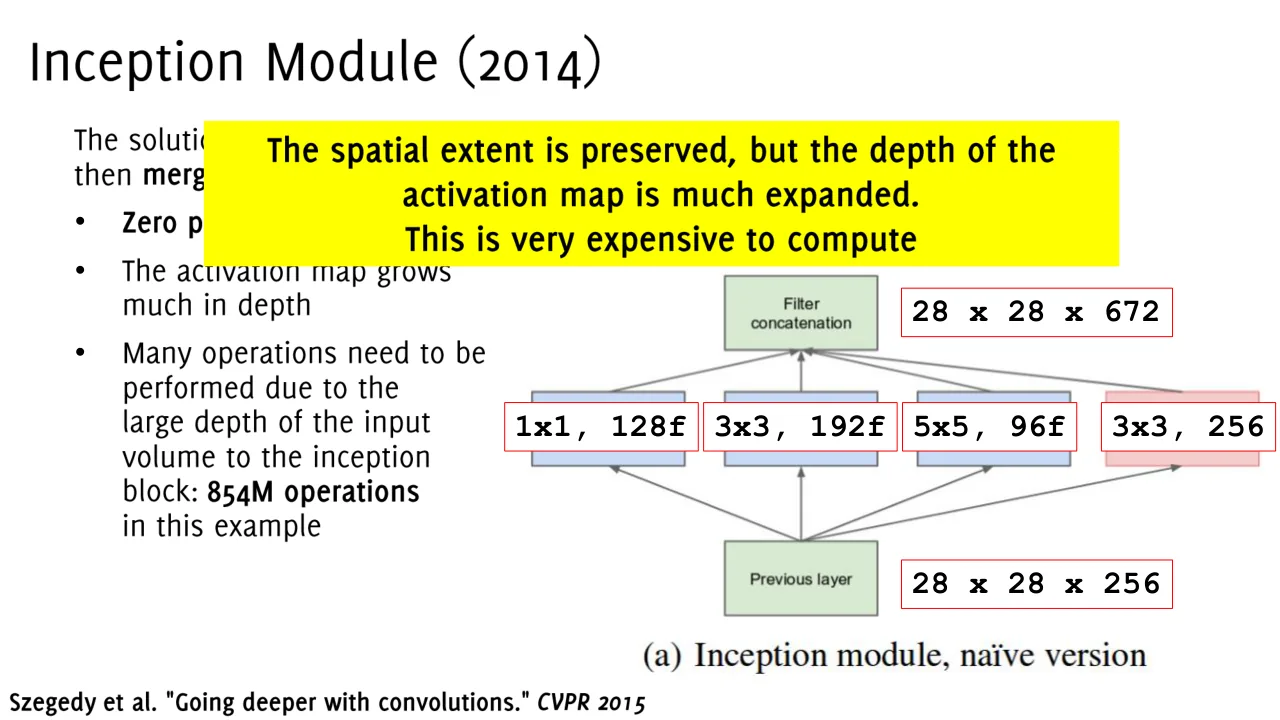 Inception Module (2014)
The spatial extent is preserved, but the depth of the
activation map is much expanded.
This is very expensive to compute
The
then
• Zero
• The activation map grows
much in depth
• Many operations need to be
performed due to the
large depth of the input
volume to the inception
block: 854M operations
in this example
Filter
concatenation
28 x 28 x 672
1x1, 128f
3x3, 192f
5x5, 96f
3x3, 256
Previous layer
28 x 28 x 256
(a) Inception module, naïve version
Szegedy et al. "Going deeper with convolutions." CVPR 2015